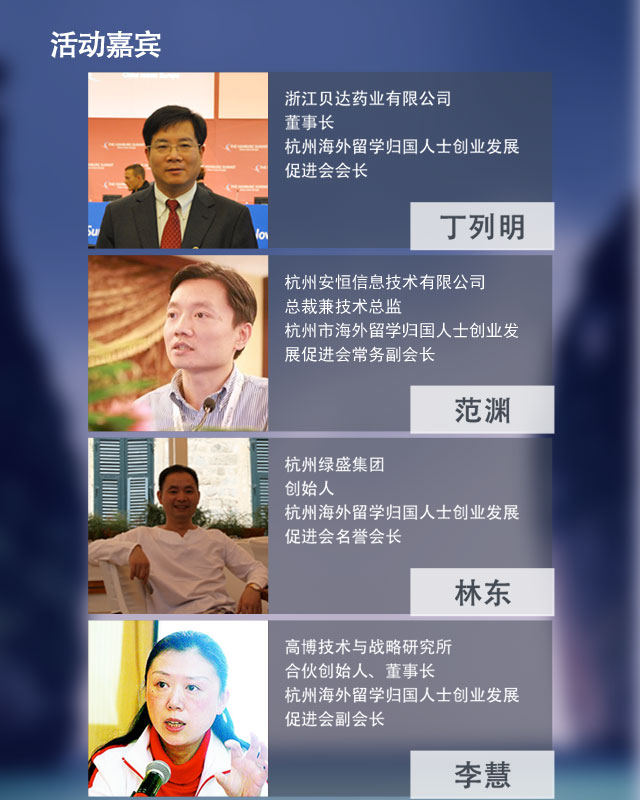 活动嘉宾
浙江贝达药业有限公司
董事长
杭州海外留学归国人士创业发展
促进会会长
丁列明
杭州安恒信息技术有限公司
总裁兼技术总监
杭州市海外留学归国人士创业发
展促进会常务副会长
范渊
杭州绿盛集团
创始人
杭州海外留学归国人士创业发展
促进会名誉会长
林东
高博技术与战略研究所
合伙创始人、董事长
杭州海外留学归国人士创业发展
促进会副会长
李慧